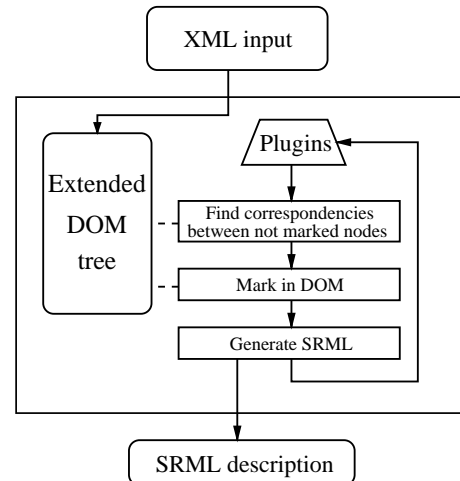 XML input
Extended
DOM
tree
Plugins
Find correspondencies
between not marked nodes
Mark in DOM
Generate SRML
SRML description